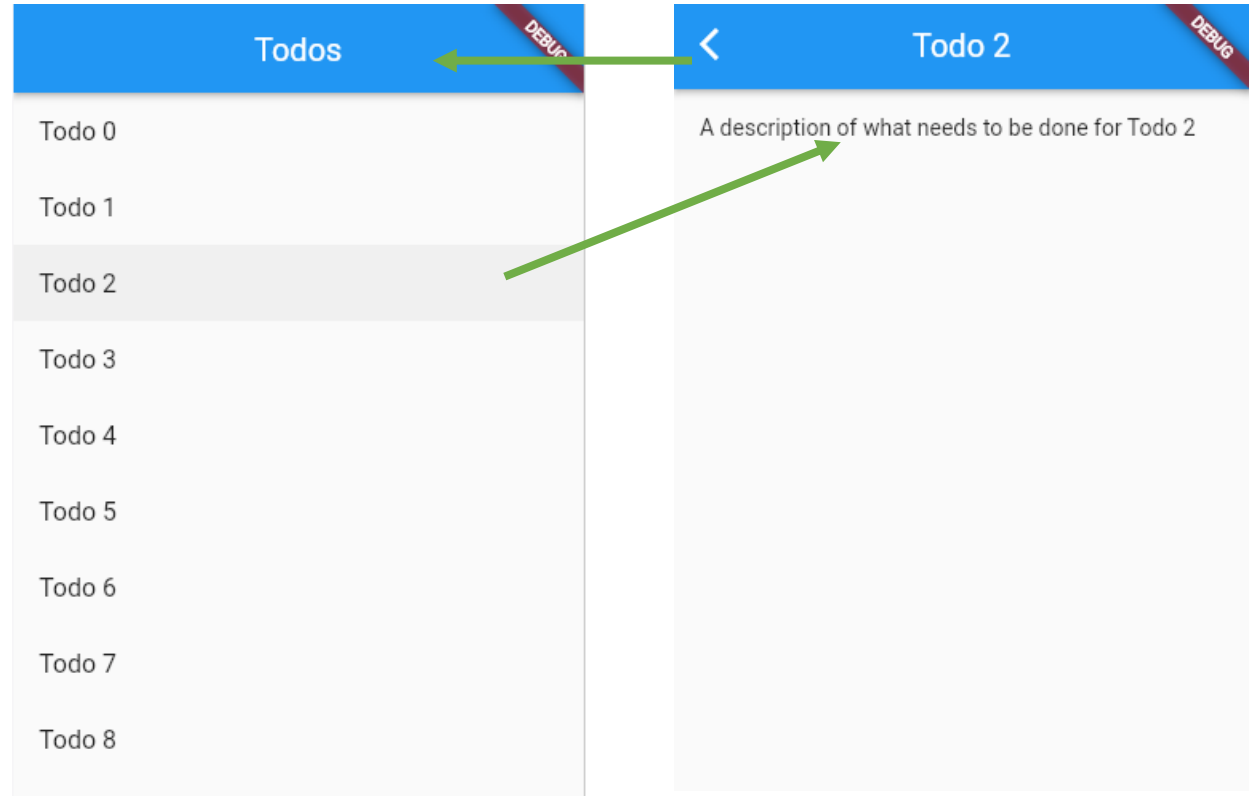 Todos
DEBUG
Todo 0
Todo 1
Todo 2
Todo 3
Todo 4
Todo 5
Todo 6
Todo 7
Todo 8
Todo 2
DEBUG
A description of what needs to be done for Todo 2